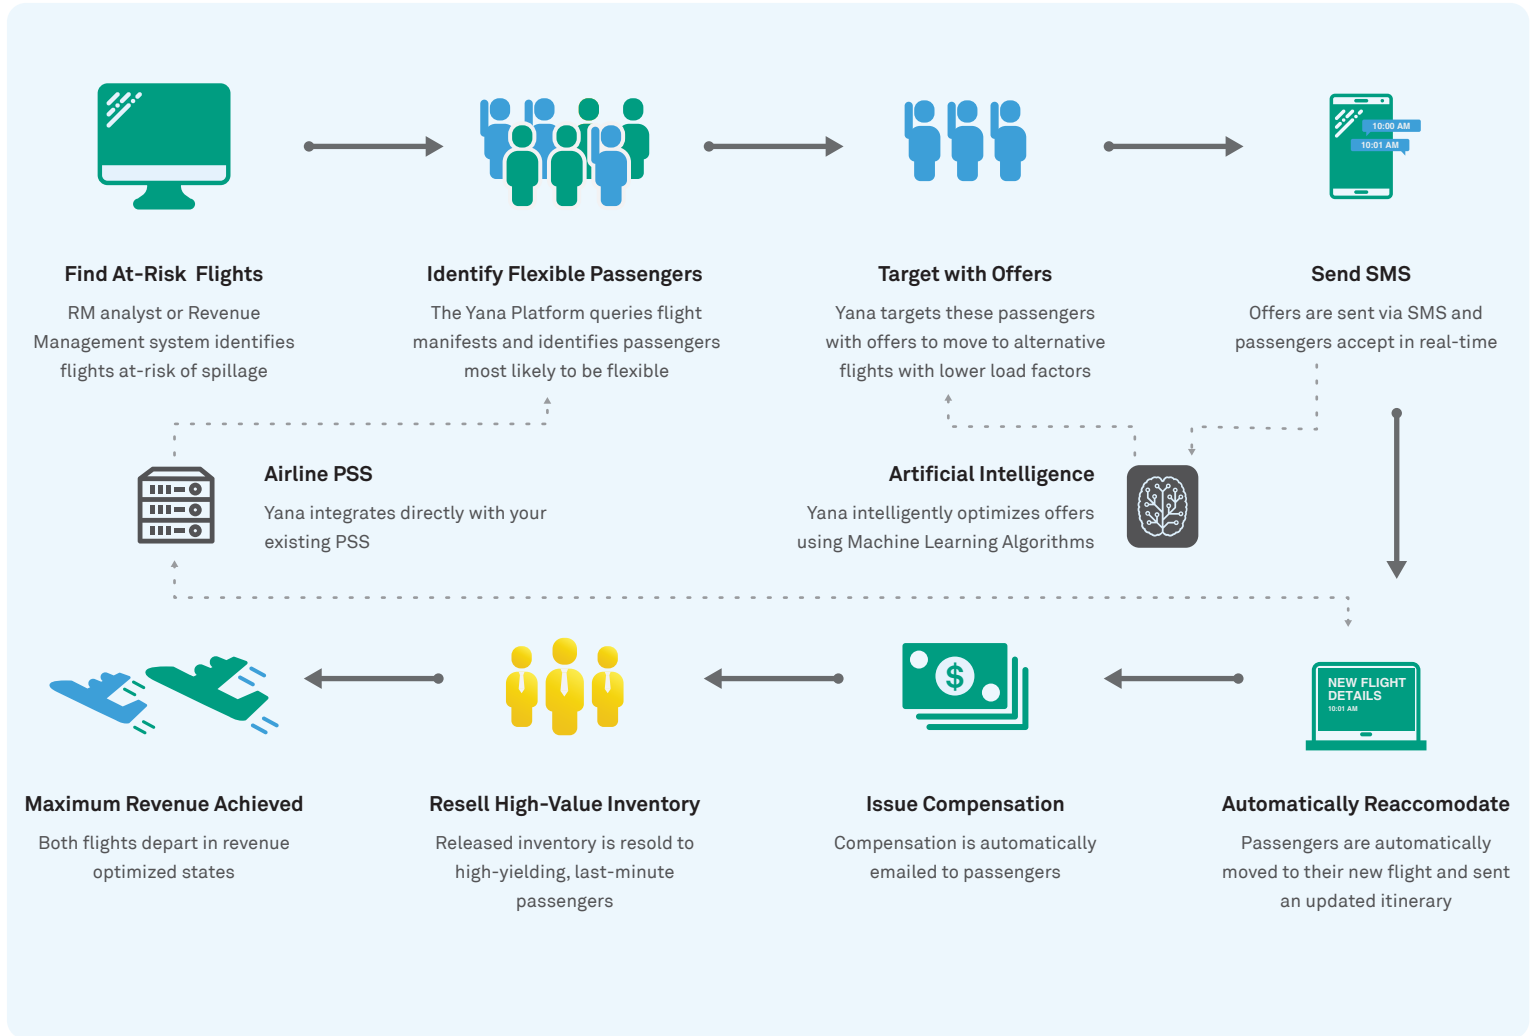 10:00 AM
10:01 AM
Find At-Risk Flights
RM analyst or Revenue
Management system identifies
flights at-risk of spillage
Identify Flexible Passengers
The Yana Platform queries flight
manifests and identifies passengers
most likely to be flexible
Target with Offers
Yana targets these passengers
with offers to move to alternative
flights with lower load factors
Send SMS
Offers are sent via SMS and
passengers accept in real-time
Airline PSS
Yana integrates directly with your
existing PSS
Artificial Intelligence
Yana intelligently optimizes offers
using Machine Learning Algorithms
$
NEW FLIGHT
DETAILS
10:01 AM
Maximum Revenue Achieved
Both flights depart in revenue
optimized states
Resell High-Value Inventory
Released inventory is resold to
high-yielding, last-minute
passengers
Issue Compensation
Compensation is automatically
emailed to passengers
Automatically Reaccomodate
Passengers are automatically
moved to their new flight and sent
an updated itinerary